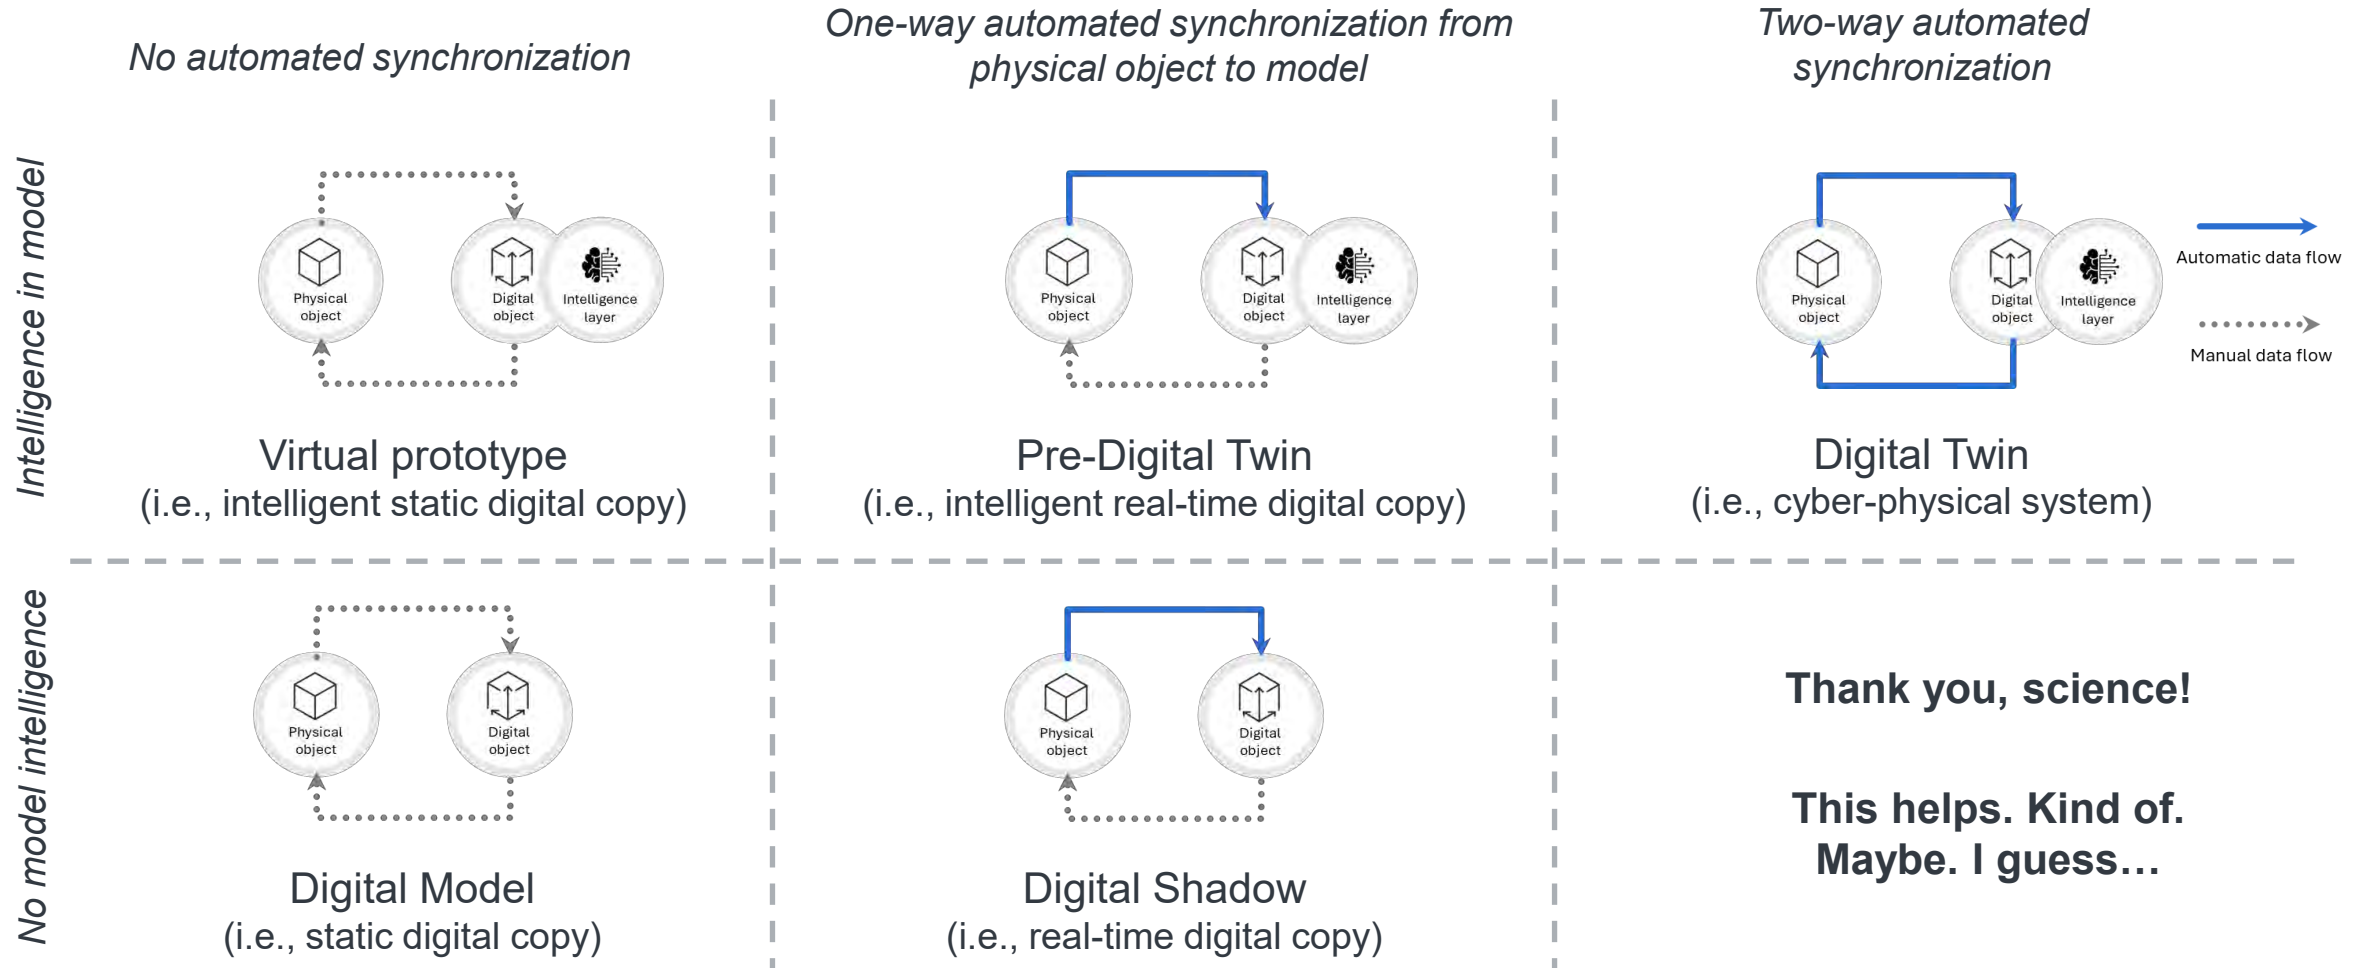 No automated synchronization
One-way automated synchronization from
physical object to model
Two-way automated
synchronization
Intelligence in model
Physical
object
Digital
object
Intelligence
layer
Virtual prototype
(i.e., intelligent static digital copy)
Physical
object
Digital
object
Intelligence
layer
Pre-Digital Twin
(i.e., intelligent real-time digital copy)
Physical
object
Digital
object
Intelligence
layer
Digital Twin
(i.e., cyber-physical system)
Automatic data flow
Manual data flow
No model intelligence
Physical
object
Digital
object
Digital Model
(i.e., static digital copy)
Physical
object
Digital
object
Digital Shadow
(i.e., real-time digital copy)
Thank you, science!
This helps. Kind of.
Maybe. I guess…